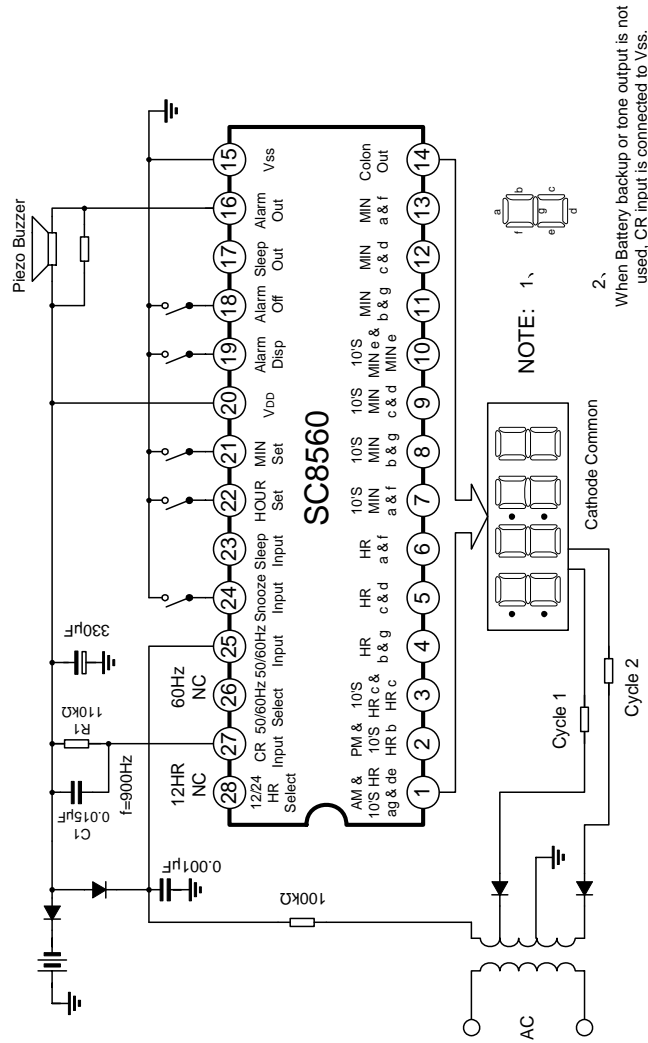 Piezo Buzzer
330µF
R1
110kΩ
C1
0.015µF
f=900Hz
0.001µF
100kΩ
12HR
NC
60Hz
NC
28
27
26
25
24
23
22
21
20
19
18
17
16
15
12/24
HR
Select
CR
Input
50/60Hz
Select
50/60Hz
Input
Snooze
Input
Sleep
Input
HOUR
Set
MIN
Set
VDD
Alarm
Disp
Alarm
Off
Sleep
Out
Alarm
Out
Vss
SC8560
AM &
10'S HR
ag & de
PM &
10'S
HR b
10'S
HR c &
HR c
HR
b & g
HR
c & d
HR
a & f
10'S
MIN
a & f
10'S
MIN
b & g
10'S
MIN
c & d
10'S
MIN e &
MIN e
MIN
b & g
MIN
c & d
MIN
a & f
Colon
Out
1
2
3
4
5
6
7
8
9
10
11
12
13
14
AC
Cycle 1
Cycle 2
Cathode Common
NOTE: 1、
a
b
c
d
e
f
g
2、
When Battery backup or tone output is not
used, CR input is connected to Vss.